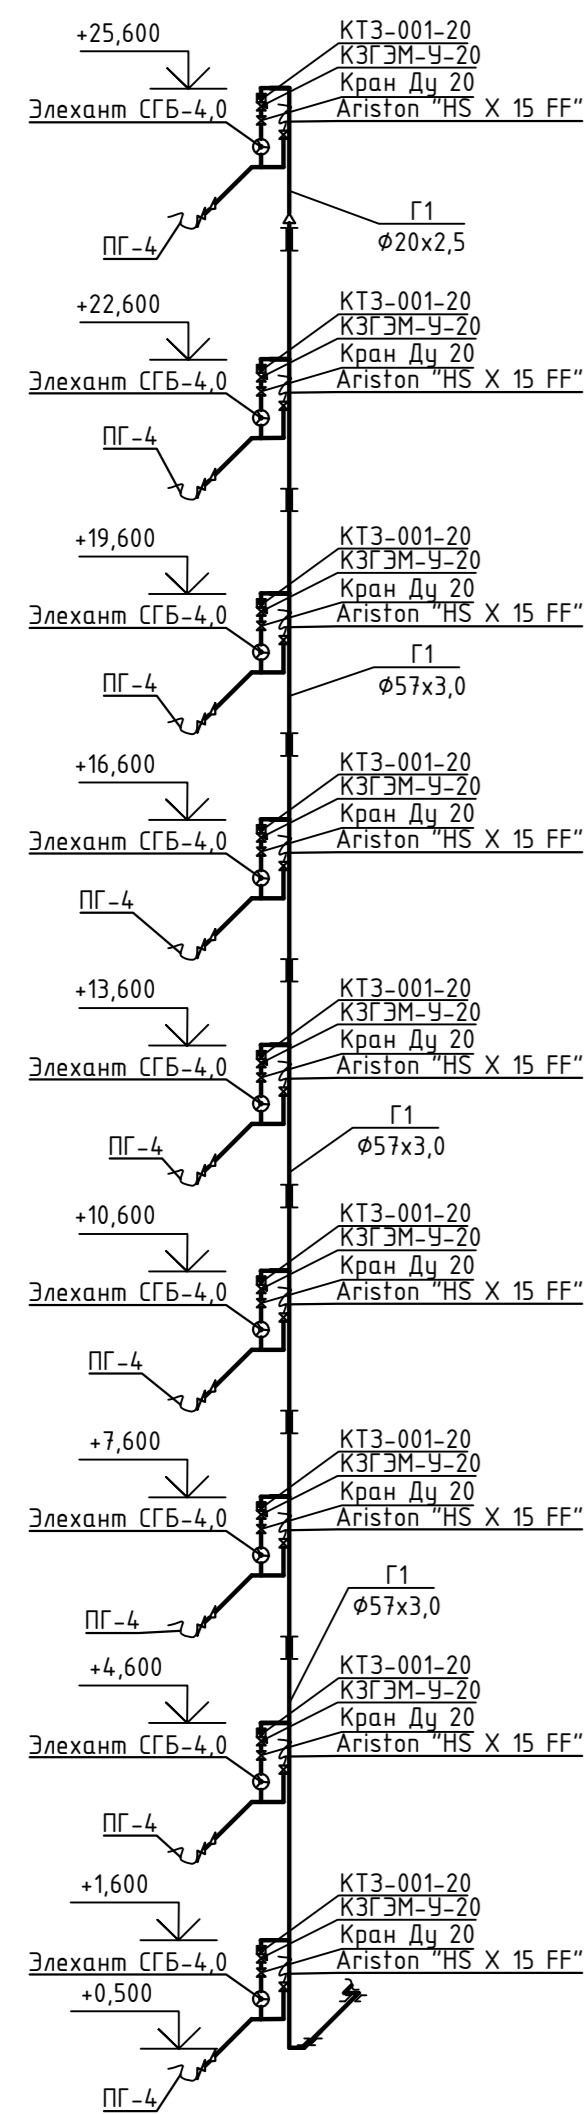 +25,600
КТЗ-001-20
КЗГЭМ-У-20
Кран Ду 20
Элехант СГБ-4,0
Ariston "HS X 15 FF"
Г1
ПГ-4
Ф20х2,5
+22,600
КТЗ-001-20
КЗГЭМ-У-20
Кран Ду 20
Элехант СГБ-4,0
Ariston "HS X 15 FF"
ПГ-4
+19,600
КТЗ-001-20
КЗГЭМ-У-20
Кран Ду 20
Элехант СГБ-4,0
Ariston "HS X 15 FF"
Г1
ПГ-4
Ф57х3,0
+16,600
КТЗ-001-20
КЗГЭМ-У-20
Кран Ду 20
Элехант СГБ-4,0
Ariston "HS X 15 FF"
ПГ-4
+13,600
КТЗ-001-20
КЗГЭМ-У-20
Кран Ду 20
Элехант СГБ-4,0
Ariston "HS X 15 FF"
Г1
ПГ-4
Ф57х3,0
+10,600
КТЗ-001-20
КЗГЭМ-У-20
Кран Ду 20
Элехант СГБ-4,0
Ariston "HS X 15 FF"
ПГ-4
+7,600
КТЗ-001-20
КЗГЭМ-У-20
Кран Ду 20
Элехант СГБ-4,0
Ariston "HS X 15 FF"
Г1
Ф57х3,0
ПГ-4
+4,600
КТЗ-001-20
КЗГЭМ-У-20
Кран Ду 20
Элехант СГБ-4,0
Ariston "HS X 15 FF"
ПГ-4
+1,600
КТЗ-001-20
КЗГЭМ-У-20
Кран Ду 20
Элехант СГБ-4,0
Ariston "HS X 15 FF"
+0,500
ПГ-4